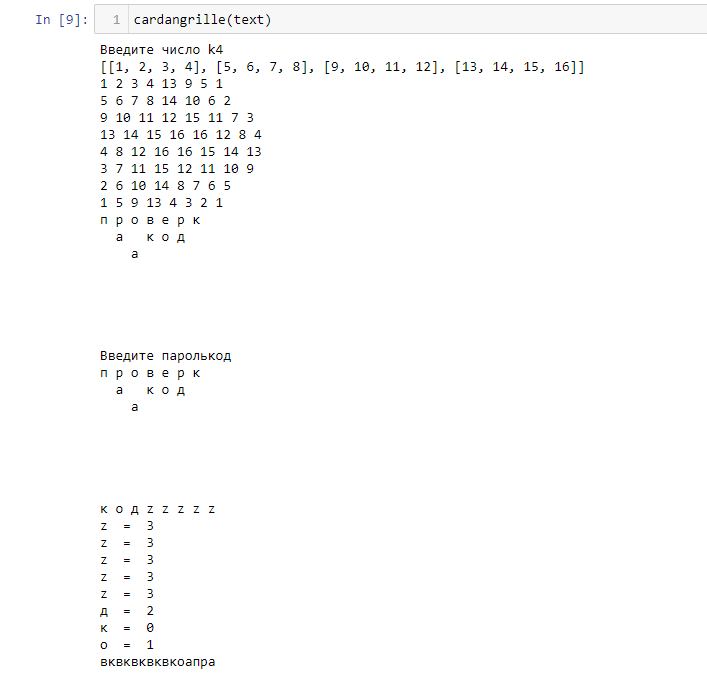 In [9]: 1 cardangrille(text)
Введите число k4
[[1, 2, 3, 4], [5, 6, 7, 8], [9, 10, 11, 12], [13, 14, 15, 16]]
1 2 3 4 13 9 5 1
5 6 7 8 14 10 6 2
9 10 11 12 15 11 7 3
13 14 15 16 16 12 8 4
4 8 12 16 16 15 14 13
3 7 11 15 12 11 10 9
2 6 10 14 8 7 6 5
1 5 9 13 4 3 2 1
п р о в е р к
а   к о д
а
Введите паролькод
п р о в е р к
а   к о д
а
к о д z z z z z
z  =  3
z  =  3
z  =  3
z  =  3
z  =  3
д  =  2
к  =  0
о  =  1
вквквквквкоапра